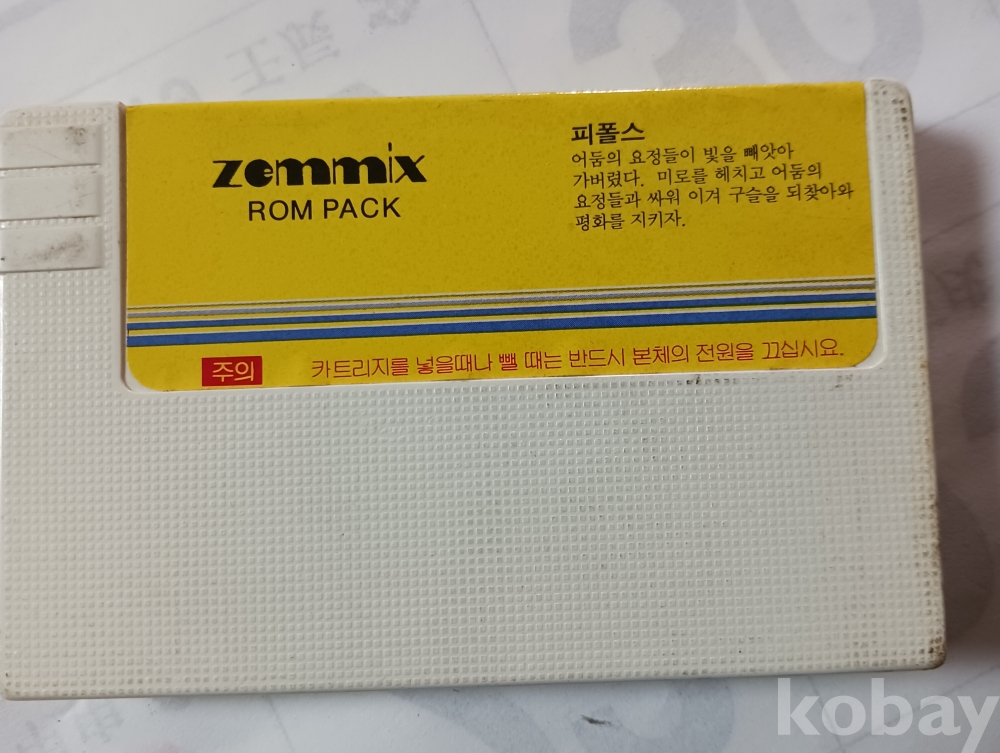 zemmix
ROM PACK
피폴스
어둠의 요정들이 빛을 빼앗아
가버렸다. 미로를 헤치고 어둠의
요정들과 싸워 이겨 구슬을 되찾아와
평화를 지키자.
주의 카트리지를 넣을때나 뺄 때는 반드시 본체의 전원을 끄십시요.
kobay